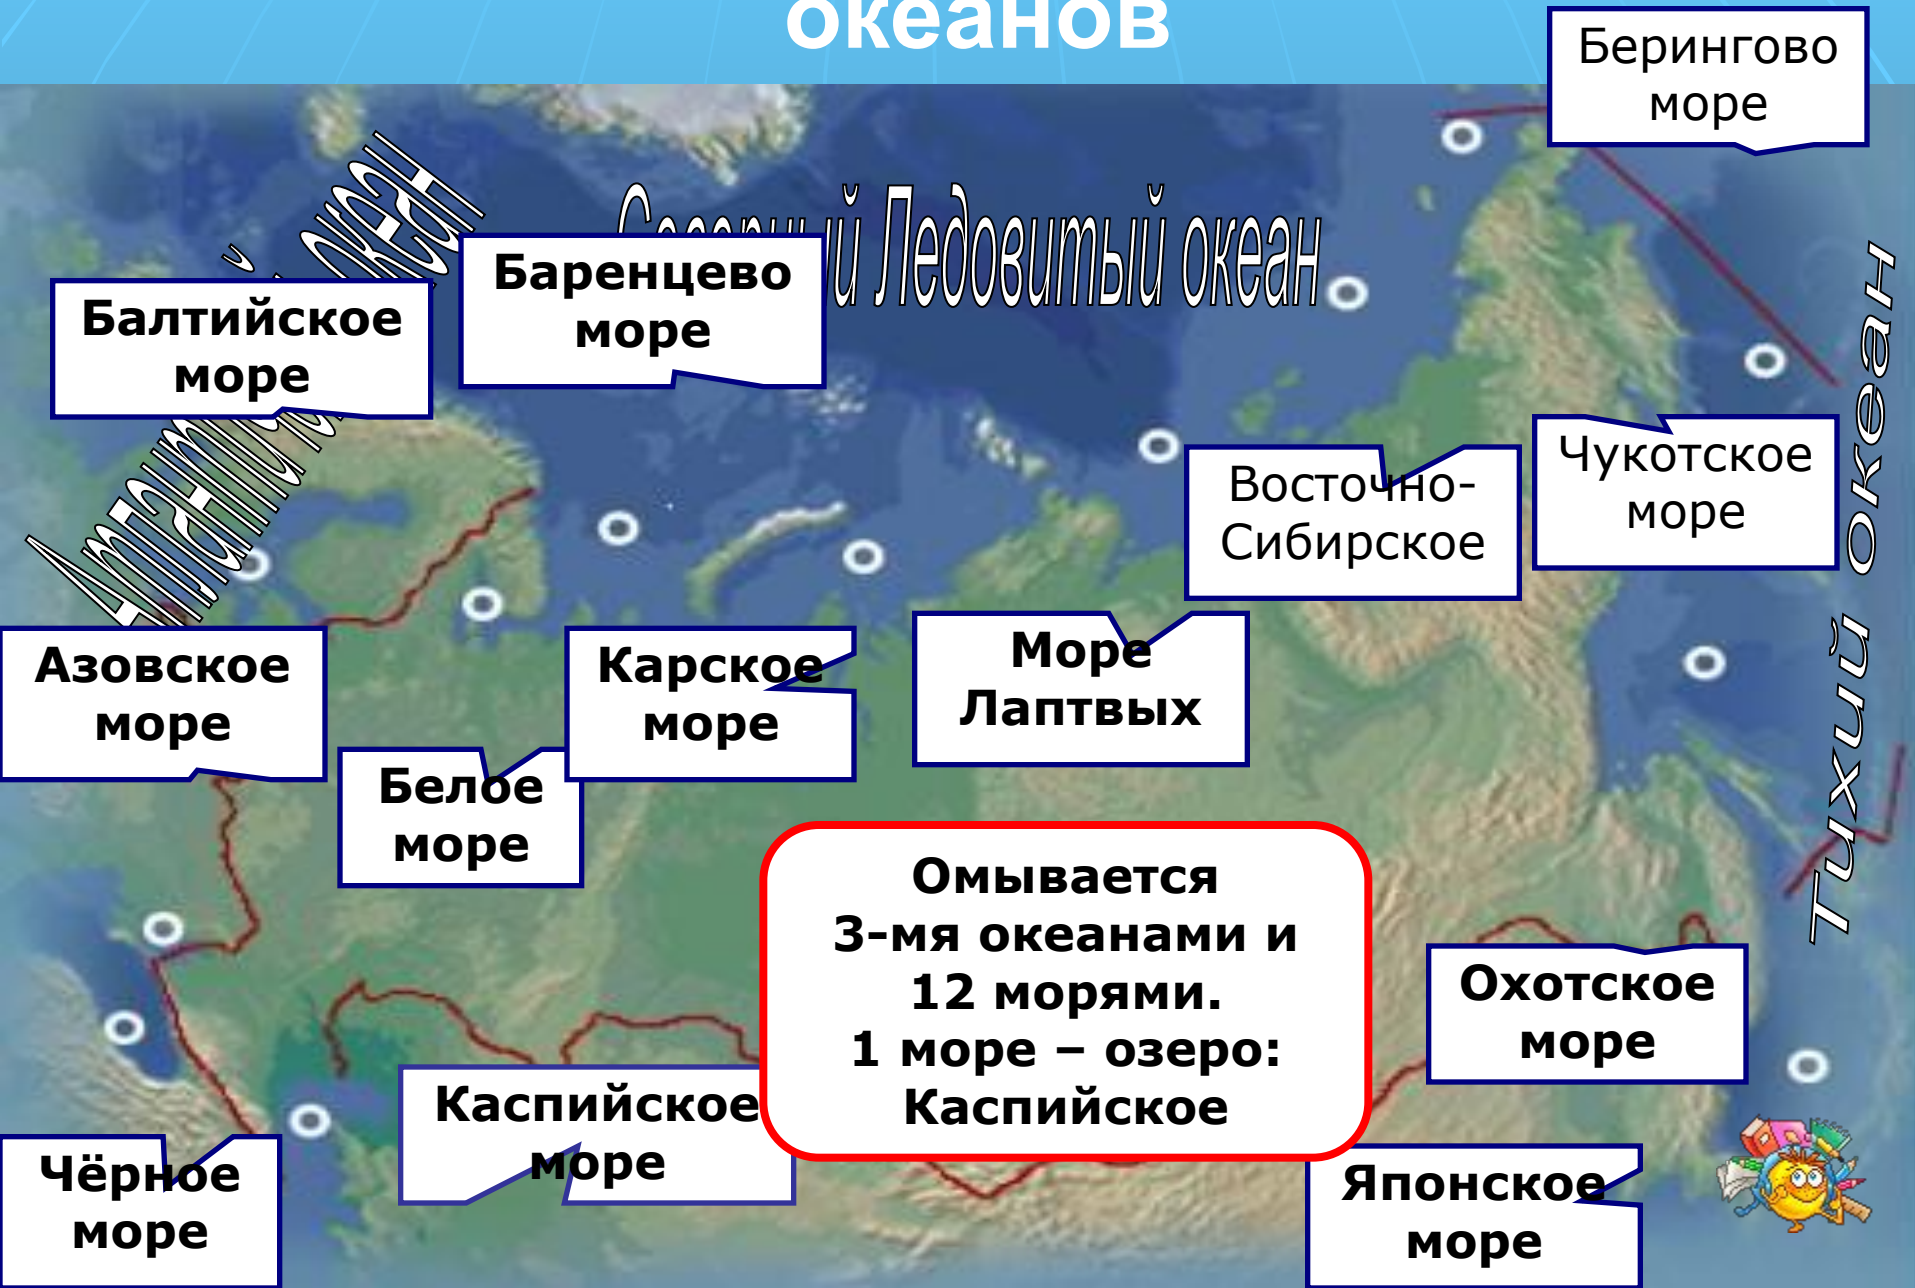 океанов
Берингово
море
Северный Ледовитый океан
Атлантический океан
Баренцево
море
Балтийское
море
Тихий океан
Чукотское
море
Восточно-
Сибирское
Азовское
море
Карское
море
Море
Лаптвых
Белое
море
Омывается
3-мя океанами и
12 морями.
1 море – озеро:
Каспийское
Охотское
море
Каспийское
море
Чёрное
море
Японское
море